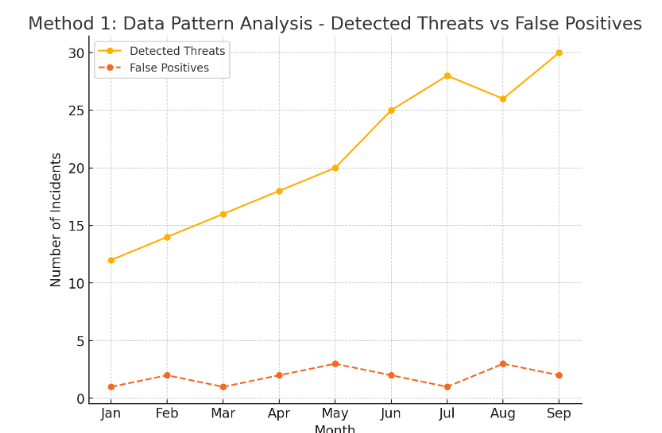 Method 1: Data Pattern Analysis - Detected Threats vs False Positives
Detected Threats
False Positives
Number of Incidents
30
25
20
15
10
5
0
Jan Feb Mar Apr May Jun Jul Aug Sep
Month